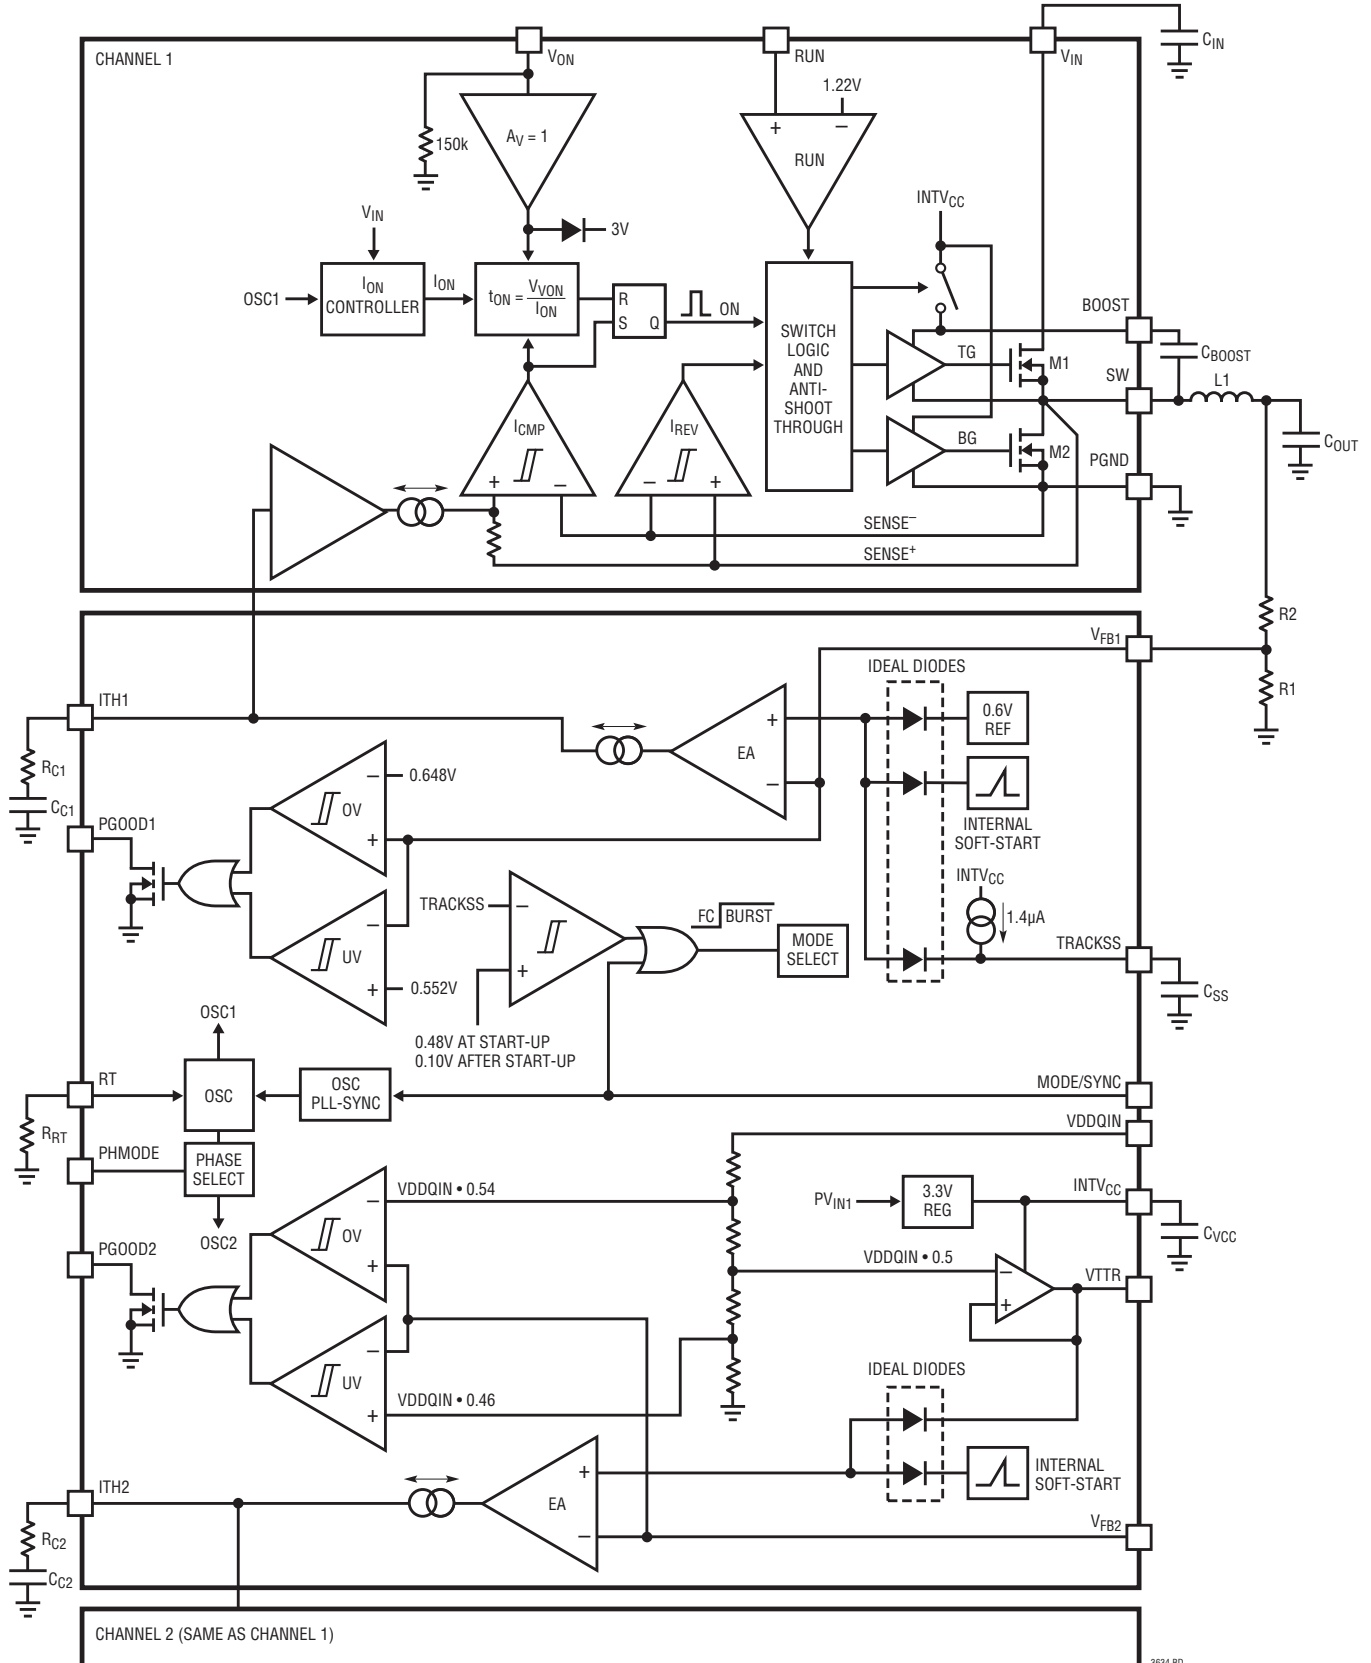 CHANNEL 1
VON
RUN
VIN
CIN
1.22V
+
–
RUN
150k
AV = 1
3V
INTVCC
VIN
OSC1
ION
CONTROLLER
ION
tON = VVON
ION
R
S Q
ON
SWITCH
LOGIC
AND
ANTI-
SHOOT
THROUGH
BOOST
CBOOST
TG
M1
SW
L1
COUT
BG
M2
PGND
ICMP
+ –
IREV
– +
SENSE–
SENSE+
R2
VFB1
R1
IDEAL DIODES
0.6V
REF
INTERNAL
SOFT-START
ITH1
RC1
CC1
+
EA
–
– 0.648V
OV
+
PGOOD1
–
UV
+ 0.552V
TRACKSS –
+
0.48V AT START-UP
0.10V AFTER START-UP
FC BURST
MODE
SELECT
INTVCC
1.4µA
TRACKSS
CSS
OSC1
RT
OSC
OSC
PLL-SYNC
MODE/SYNC
RRT
VDDQIN
PHMODE
PHASE
SELECT
OSC2
– VDDQIN • 0.54
OV
+
PVIN1
3.3V
REG
INTVCC
CVCC
PGOOD2
VDDQIN • 0.5
–
+
VTTR
–
UV
+ VDDQIN • 0.46
IDEAL DIODES
INTERNAL
SOFT-START
ITH2
RC2
CC2
+
EA
–
VFB2
CHANNEL 2 (SAME AS CHANNEL 1)
3634 BD